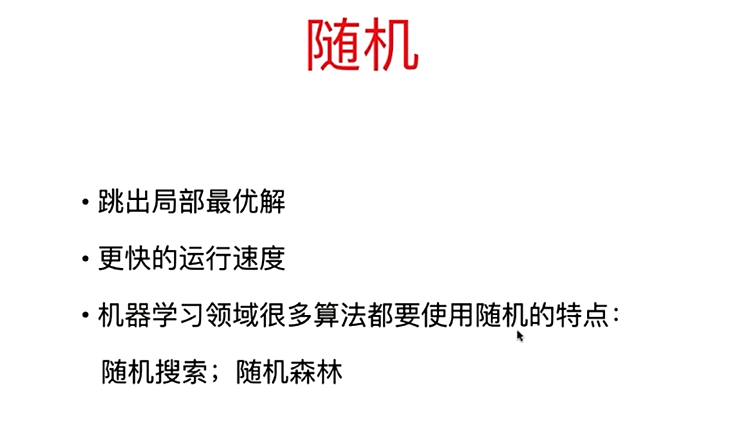 随机
• 跳出局部最优解
• 更快的运行速度
• 机器学习领域很多算法都要使用随机的特点：
随机搜索；随机森林